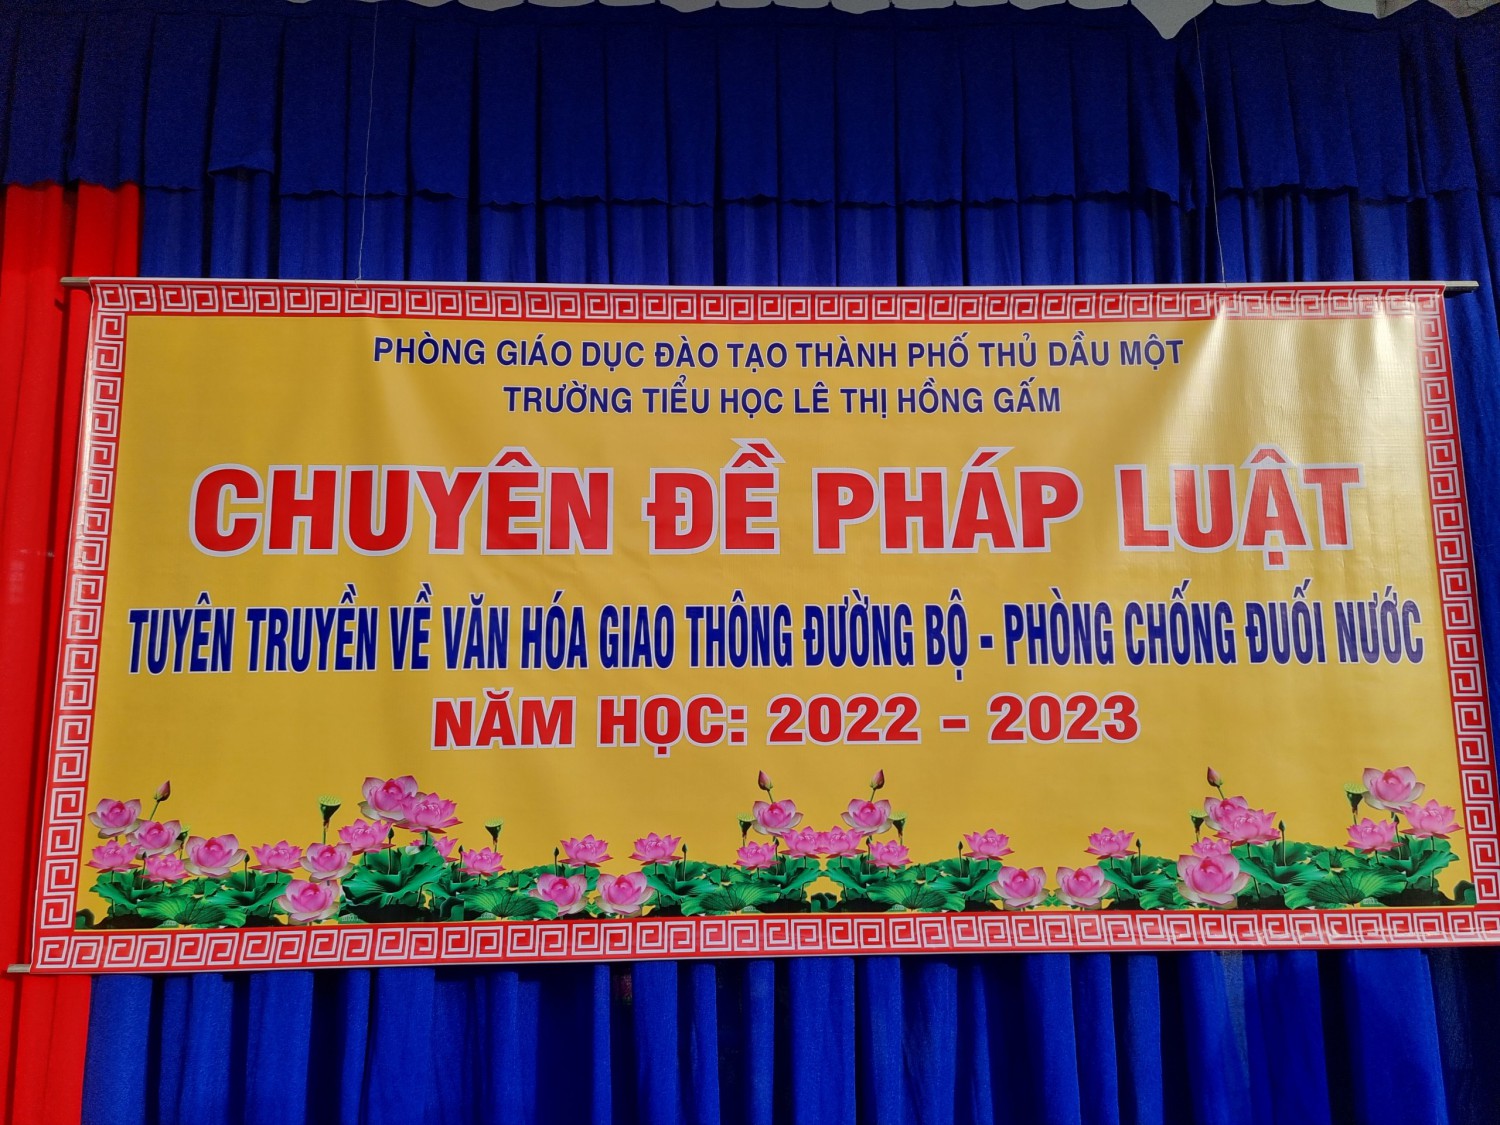 PHÒNG GIÁO DỤC ĐÀO TẠO THÀNH PHỐ THỦ DẦU MỘT
TRƯỜNG TIỂU HỌC LÊ THỊ HỒNG GẤM
CHUYÊN ĐỀ PHÁP LUẬT
TUYÊN TRUYỀN VỀ VĂN HÓA GIAO THÔNG ĐƯỜNG BỘ - PHÒNG CHỐNG ĐUỐI NƯỚC
NĂM HỌC: 2022 - 2023